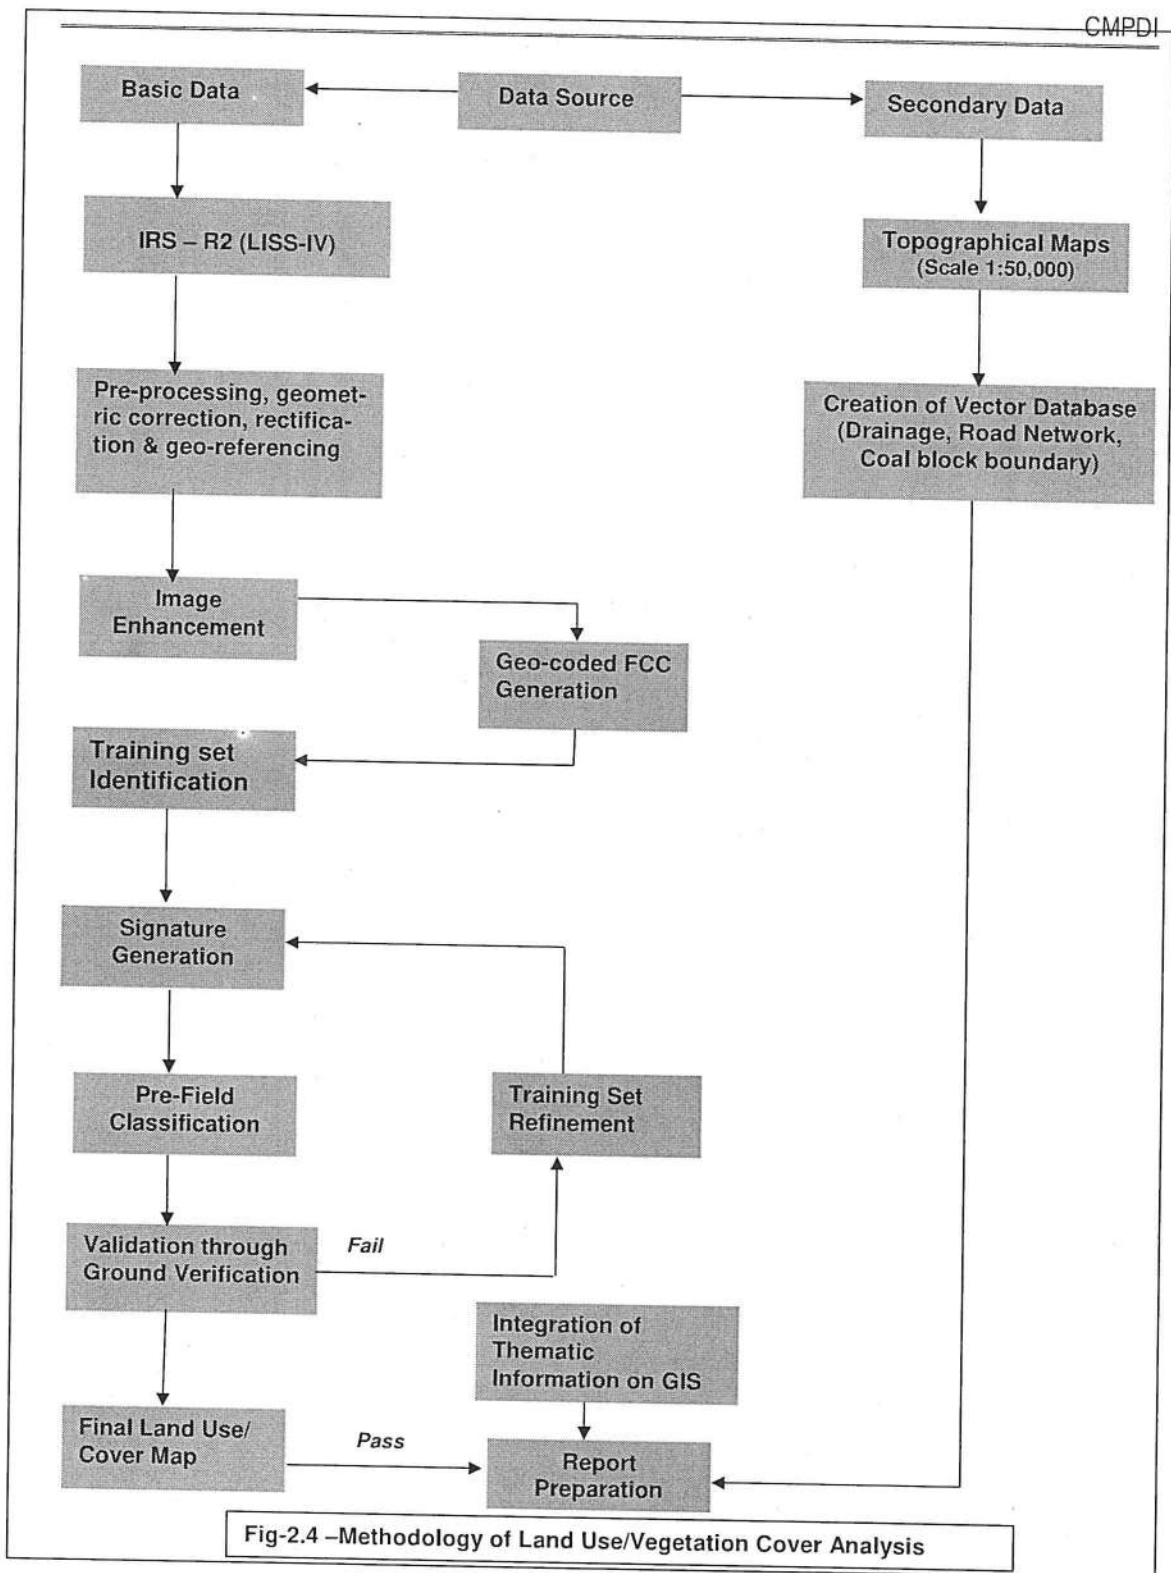 CMPDI
Basic Data
Data Source
Secondary Data
IRS – R2 (LISS-IV)
Topographical Maps
(Scale 1:50,000)
Pre-processing, geomet-
ric correction, rectifica-
tion & geo-referencing
Creation of Vector Database
(Drainage, Road Network,
Coal block boundary)
Image
Enhancement
Geo-coded FCC
Generation
Training set
Identification
Signature
Generation
Pre-Field
Classification
Training Set
Refinement
Validation through
Ground Verification
Fail
Integration of
Thematic
Information on GIS
Final Land Use/
Cover Map
Pass
Report
Preparation
Fig-2.4 –Methodology of Land Use/Vegetation Cover Analysis